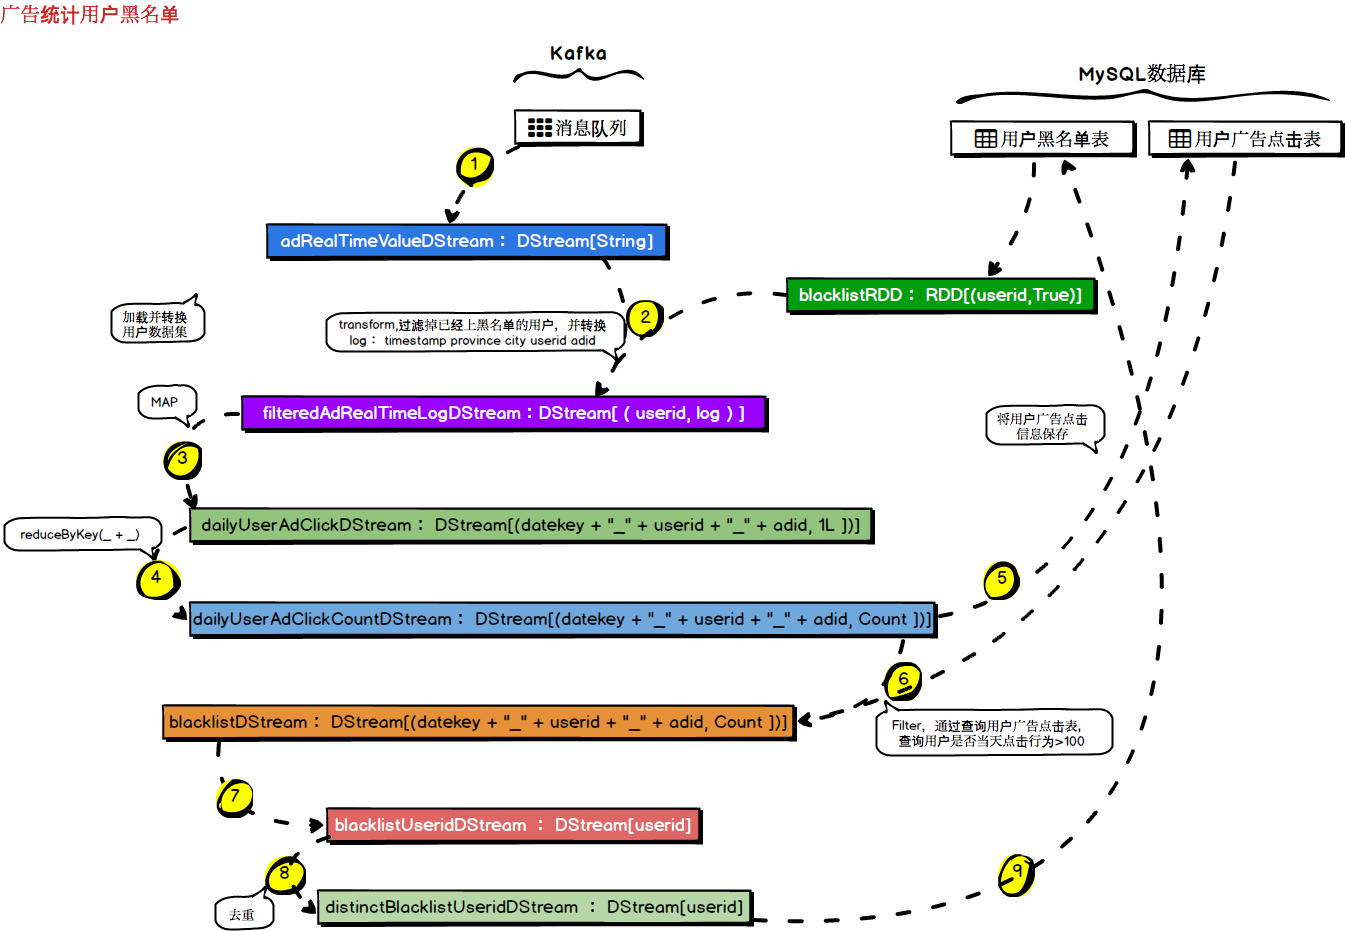 广告统计用户黑名单
Kafka
MySQL数据库
消息队列
用户黑名单表
用户广告点击表
1
adRealTimeValueDStream： DStream[String]
blacklistRDD： RDD[(userid,True)]
加载并转换
用户数据集
2
transform,过滤掉已经上黑名单的用户，并转换
log： timestamp province city userid adid
MAP
filteredAdRealTimeLogDStream：DStream[ ( userid, log ) ]
将用户广告点击
信息保存
3
dailyUserAdClickDStream： DStream[(datekey + "_" + userid + "_" + adid, 1L ])]
reduceByKey(_ + _)
4
5
dailyUserAdClickCountDStream： DStream[(datekey + "_" + userid + "_" + adid, Count ])]
6
blacklistDStream： DStream[(datekey + "_" + userid + "_" + adid, Count ])]
Filter，通过查询用户广告点击表，
查询用户是否当天点击行为>100
7
blacklistUseridDStream ： DStream[userid]
8
9
去重
distinctBlacklistUseridDStream ： DStream[userid]